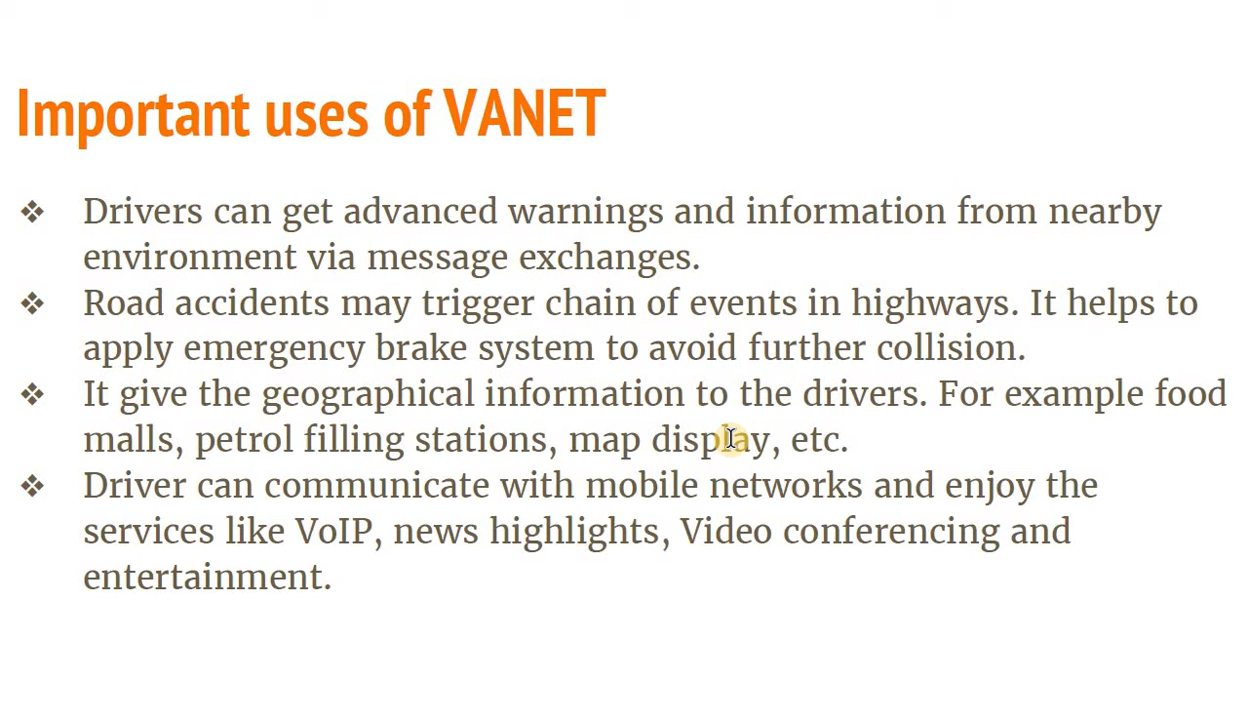 Important uses of VANET
❖ Drivers can get advanced warnings and information from nearby
environment via message exchanges.
❖ Road accidents may trigger chain of events in highways. It helps to
apply emergency brake system to avoid further collision.
❖ It give the geographical information to the drivers. For example food
malls, petrol filling stations, map display, etc.
❖ Driver can communicate with mobile networks and enjoy the
services like VoIP, news highlights, Video conferencing and
entertainment.